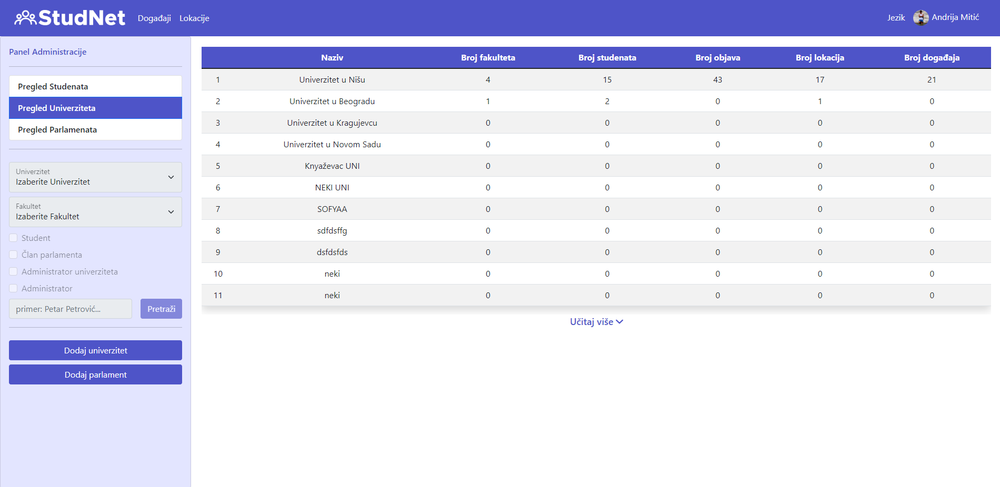 StudNet Događaji Lokacije Jezik Andrija Mitić
Panel Administracije
Pregled Studenata
Pregled Univerziteta
Pregled Parlamenata
Univerzitet
Izaberite Univerzitet
Fakultet
Izaberite Fakultet
Student
Član parlamenta
Administrator univerziteta
Administrator
primer: Petar Petrović... Pretraži
Dodaj univerzitet
Dodaj parlament
Naziv Broj fakulteta Broj studenata Broj objava Broj lokacija Broj događaja
1 Univerzitet u Nišu 4 15 43 17 21
2 Univerzitet u Beogradu 1 2 0 1 0
3 Univerzitet u Kragujevcu 0 0 0 0 0
4 Univerzitet u Novom Sadu 0 0 0 0 0
5 Knyaževac UNI 0 0 0 0 0
6 NEKI UNI 0 0 0 0 0
7 SOFYAA 0 0 0 0 0
8 sdfdsffg 0 0 0 0 0
9 dsfdsfds 0 0 0 0 0
10 neki 0 0 0 0 0
11 neki 0 0 0 0 0
Učitaj više